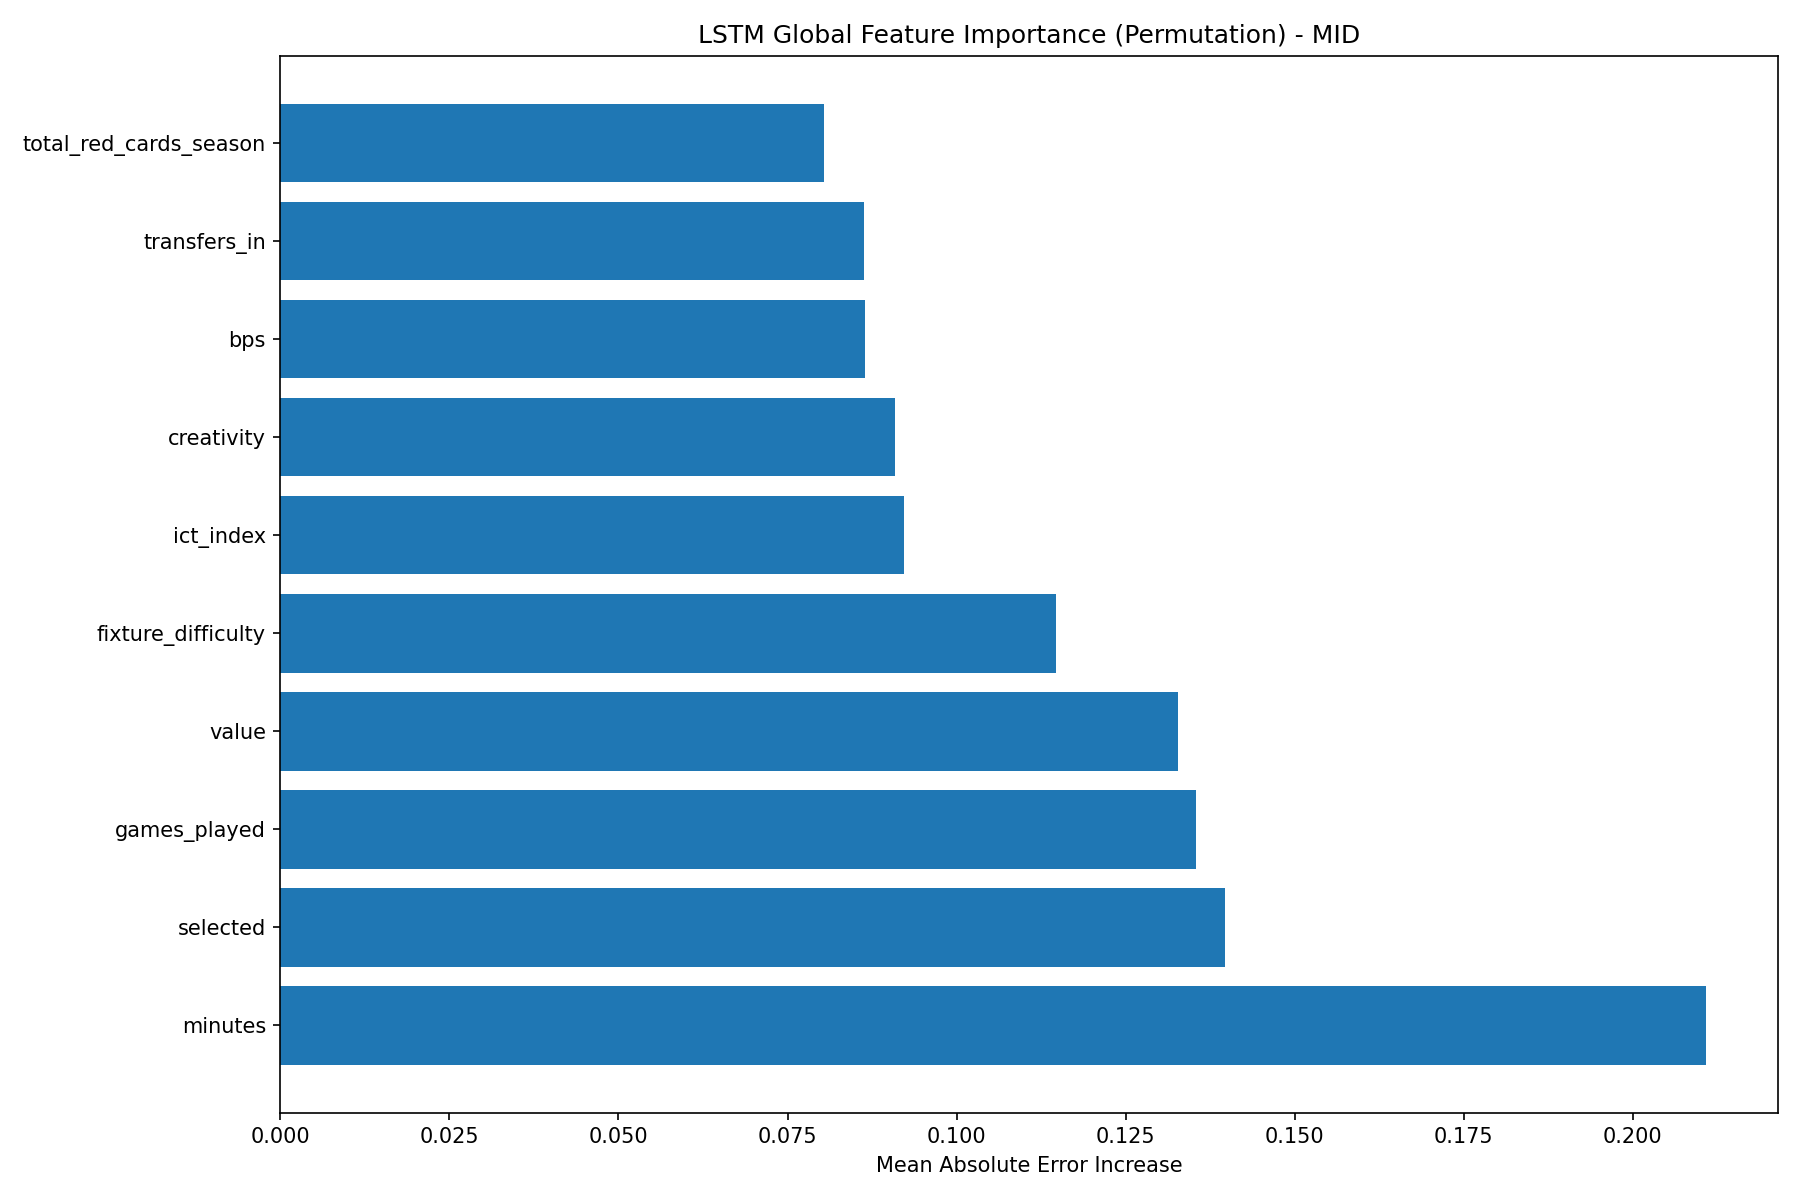 LSTM Global Feature Importance (Permutation) - MID
total_red_cards_season
transfers_in
bps
creativity
ict_index
fixture_difficulty
value
games_played
selected
minutes
0.000 0.025 0.050 0.075 0.100 0.125 0.150 0.175 0.200
Mean Absolute Error Increase